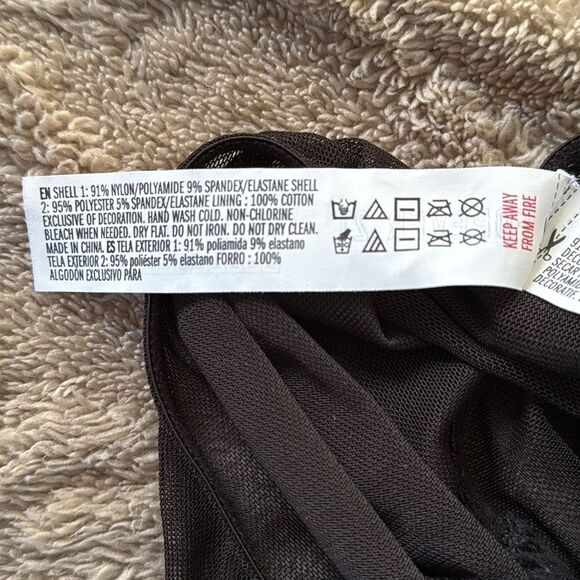 EN SHELL 1: 91% NYLON/POLYAMIDE 9% SPANDEX/ELASTANE SHELL
2: 95% POLYESTER 5% SPANDEX/ELASTANE LINING : 100% COTTON
EXCLUSIVE OF DECORATION. HAND WASH COLD. NON-CHLORINE
BLEACH WHEN NEEDED. DRY FLAT. DO NOT IRON. DO NOT DRY CLEAN.
MADE IN CHINA. ES TELA EXTERIOR 1: 91% poliamida 9% elastano
TELA EXTERIOR 2: 95% poliéster 5% elastano FORRO : 100%
ALGODÓN EXCLUSIVO PARA
KEEP AWAY
FROM FIRE